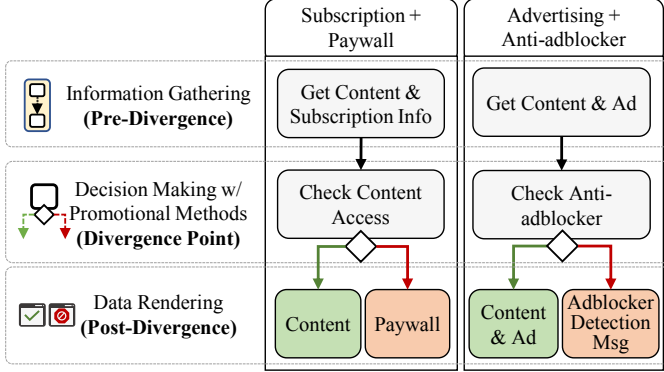 Subscription +
Paywall
Advertising +
Anti-adblocker
Information Gathering
(Pre-Divergence)
Get Content &
Subscription Info
Get Content & Ad
Decision Making w/
Promotional Methods
(Divergence Point)
Check Content
Access
Check Anti-
adblocker
Data Rendering
(Post-Divergence)
Content
Paywall
Content
& Ad
Adblocker
Detection
Msg